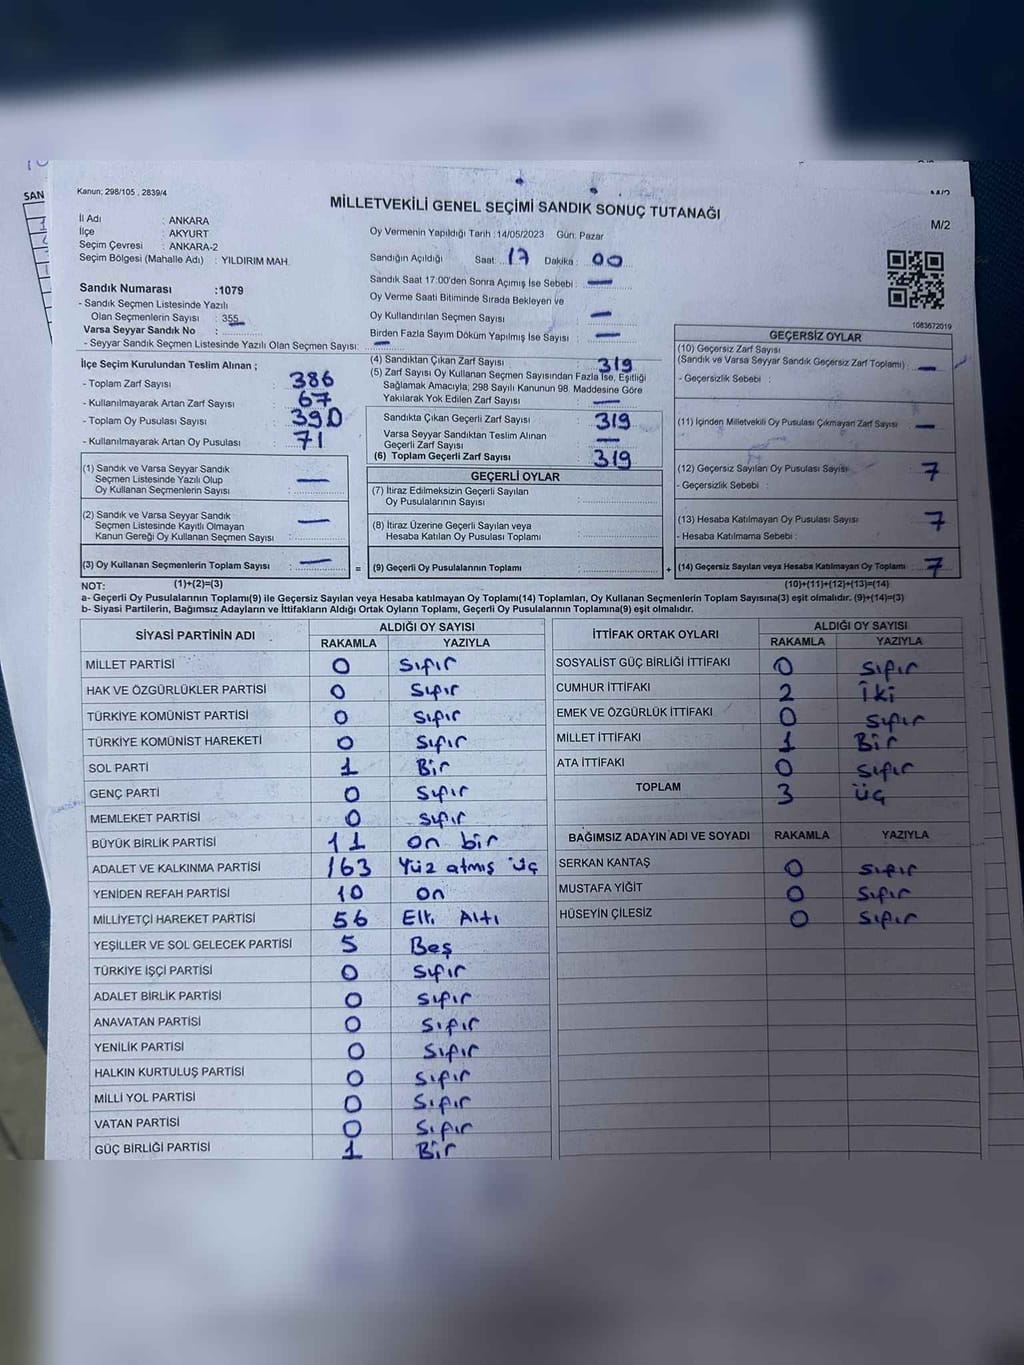 Kanun: 298/105 , 2839/4
MİLLETVEKİLİ GENEL SEÇİMİ SANDIK SONUÇ TUTANAĞI
M/2
İl Adı : ANKARA
İlçe : AKYURT
Seçim Çevresi : ANKARA-2
Seçim Bölgesi (Mahalle Adı) : YILDIRIM MAH.
Sandık Numarası :1079
- Sandık Seçmen Listesinde Yazılı
Olan Seçmenlerin Sayısı : 355
Varsa Seyyar Sandık No :
- Seyyar Sandık Seçmen Listesinde Yazılı Olan Seçmen Sayısı: —
Oy Vermenin Yapıldığı Tarih :14/05/2023 Gün: Pazar
Sandığın Açıldığı Saat: 17 Dakika : 00
Sandık Saat 17:00'den Sonra Açımış İse Sebebi : —
Oy Verme Saati Bitiminde Sırada Bekleyen ve
Oy Kullandırılan Seçmen Sayısı : —
Birden Fazla Sayım Döküm Yapılmış İse Sayısı : —
1083672019
İlçe Seçim Kurulundan Teslim Alınan ;
- Toplam Zarf Sayısı : 386
- Kullanılmayarak Artan Zarf Sayısı : 67
- Toplam Oy Pusulası Sayısı : 390
- Kullanılmayarak Artan Oy Pusulası : 71
(4) Sandıktan Çıkan Zarf Sayısı : 319
(5) Zarf Sayısı Oy Kullanan Seçmen Sayısından Fazla İse, Eşitliği
Sağlamak Amacıyla; 298 Sayılı Kanunun 98. Maddesine Göre
Yakılarak Yok Edilen Zarf Sayısı : —
Sandıkta Çıkan Geçerli Zarf Sayısı : 319
Varsa Seyyar Sandıktan Teslim Alınan
Geçerli Zarf Sayısı : —
(6) Toplam Geçerli Zarf Sayısı : 319
GEÇERSİZ OYLAR
(10) Geçersiz Zarf Sayısı
(Sandık ve Varsa Seyyar Sandık Geçersiz Zarf Toplamı) : —
- Geçersizlik Sebebi :
(11) İçinden Milletvekili Oy Pusulası Çıkmayan Zarf Sayısı : —
(12) Geçersiz Sayılan Oy Pusulası Sayısı : 7
- Geçersizlik Sebebi :
(13) Hesaba Katılmayan Oy Pusulası Sayısı : 7
- Hesaba Katılmama Sebebi :
(14) Geçersiz Sayılan veya Hesaba Katılmayan Oy Toplamı : 7
(1) Sandık ve Varsa Seyyar Sandık
Seçmen Listesinde Yazılı Olup
Oy Kullanan Seçmenlerin Sayısı : —
(2) Sandık ve Varsa Seyyar Sandık
Seçmen Listesinde Kayıtlı Olmayan
Kanun Gereği Oy Kullanan Seçmen Sayısı : —
(3) Oy Kullanan Seçmenlerin Toplam Sayısı : — =
GEÇERLİ OYLAR
(7) İtiraz Edilmeksizin Geçerli Sayılan
Oy Pusulalarının Sayısı :
(8) İtiraz Üzerine Geçerli Sayılan veya
Hesaba Katılan Oy Pusulası Toplamı :
(9) Geçerli Oy Pusulalarının Toplamı : +
NOT: (1)+(2)=(3) (10)+(11)+(12)+(13)=(14)
a- Geçerli Oy Pusulalarının Toplamı(9) ile Geçersiz Sayılan veya Hesaba katılmayan Oy Toplamı(14) Toplamları, Oy Kullanan Seçmenlerin Toplam Sayısına(3) eşit olmalıdır. (9)+(14)=(3)
b- Siyasi Partilerin, Bağımsız Adayların ve İttifakların Aldığı Ortak Oyların Toplamı, Geçerli Oy Pusulalarının Toplamına(9) eşit olmalıdır.
SİYASİ PARTİNİN ADI ALDIĞI OY SAYISI
RAKAMLA YAZIYLA
MİLLET PARTİSİ 0 Sıfır
HAK VE ÖZGÜRLÜKLER PARTİSİ 0 Sıfır
TÜRKİYE KOMÜNİST PARTİSİ 0 Sıfır
TÜRKİYE KOMÜNİST HAREKETİ 0 Sıfır
SOL PARTİ 1 Bir
GENÇ PARTİ 0 Sıfır
MEMLEKET PARTİSİ 0 Sıfır
BÜYÜK BİRLİK PARTİSİ 11 on bir
ADALET VE KALKINMA PARTİSİ 163 Yüz atmış üç
YENİDEN REFAH PARTİSİ 10 on
MİLLİYETÇİ HAREKET PARTİSİ 56 Elli Altı
YEŞİLLER VE SOL GELECEK PARTİSİ 5 Beş
TÜRKİYE İŞÇİ PARTİSİ 0 Sıfır
ADALET BİRLİK PARTİSİ 0 Sıfır
ANAVATAN PARTİSİ 0 Sıfır
YENİLİK PARTİSİ 0 Sıfır
HALKIN KURTULUŞ PARTİSİ 0 Sıfır
MİLLİ YOL PARTİSİ 0 Sıfır
VATAN PARTİSİ 0 Sıfır
GÜÇ BİRLİĞİ PARTİSİ 1 Bir
İTTİFAK ORTAK OYLARI ALDIĞI OY SAYISI
RAKAMLA YAZIYLA
SOSYALİST GÜÇ BİRLİĞİ İTTİFAKI 0 Sıfır
CUMHUR İTTİFAKI 2 İki
EMEK VE ÖZGÜRLÜK İTTİFAKI 0 Sıfır
MİLLET İTTİFAKI 1 Bir
ATA İTTİFAKI 0 Sıfır
TOPLAM 3 üç
BAĞIMSIZ ADAYIN ADI VE SOYADI RAKAMLA YAZIYLA
SERKAN KANTAŞ 0 Sıfır
MUSTAFA YİĞİT 0 Sıfır
HÜSEYİN ÇİLESİZ 0 Sıfır